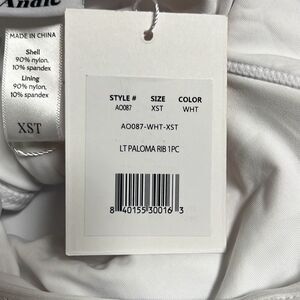 Andie
MADE IN CHINA
Shell
90% nylon,
10% spandex
Lining
90% nylon,
10% spandex
XST
STYLE # SIZE COLOR
AO087 XST WHT
AO087-WHT-XST
LT PALOMA RIB 1PC
8 40155 30016 3